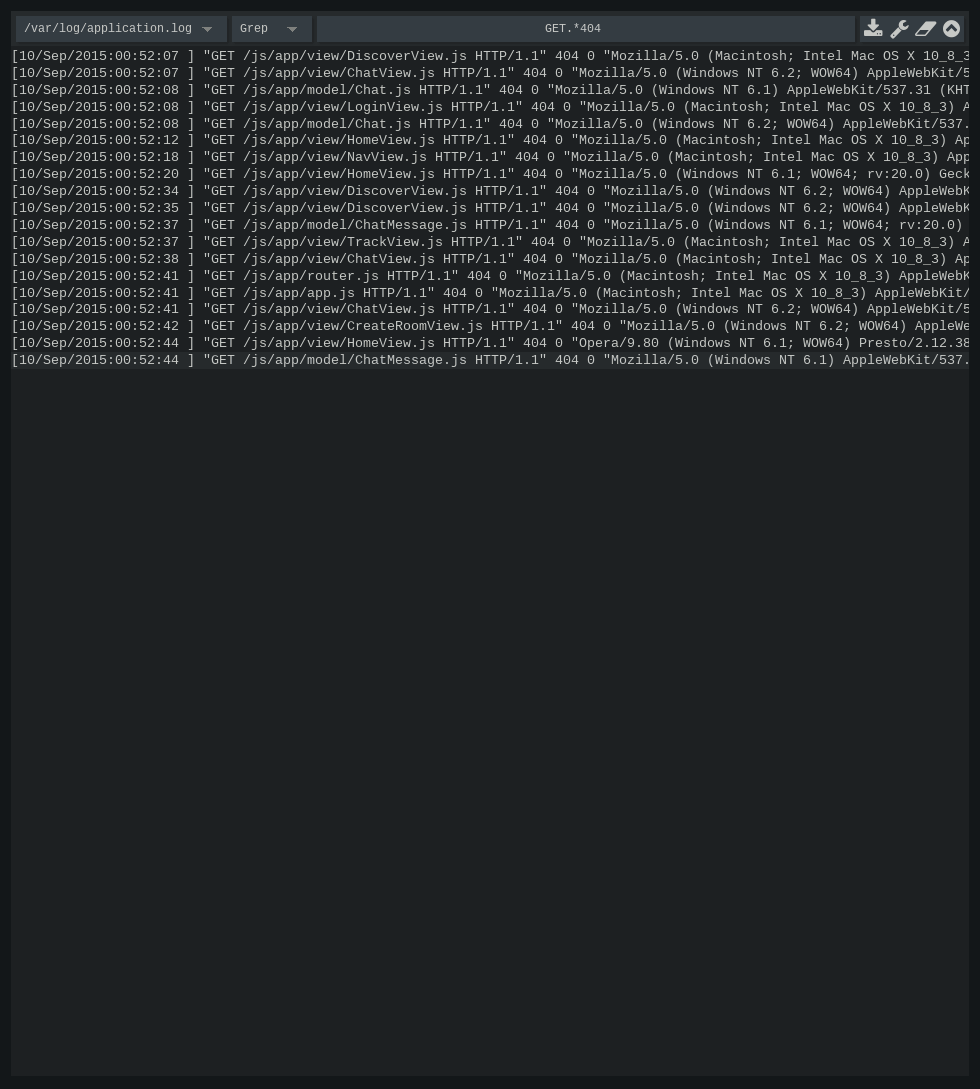 /var/log/application.log Grep GET.*404
[10/Sep/2015:00:52:07 ] "GET /js/app/view/DiscoverView.js HTTP/1.1" 404 0 "Mozilla/5.0 (Macintosh; Intel Mac OS X 10_8_3
[10/Sep/2015:00:52:07 ] "GET /js/app/view/ChatView.js HTTP/1.1" 404 0 "Mozilla/5.0 (Windows NT 6.2; WOW64) AppleWebKit/5
[10/Sep/2015:00:52:08 ] "GET /js/app/model/Chat.js HTTP/1.1" 404 0 "Mozilla/5.0 (Windows NT 6.1) AppleWebKit/537.31 (KHT
[10/Sep/2015:00:52:08 ] "GET /js/app/view/LoginView.js HTTP/1.1" 404 0 "Mozilla/5.0 (Macintosh; Intel Mac OS X 10_8_3) A
[10/Sep/2015:00:52:08 ] "GET /js/app/model/Chat.js HTTP/1.1" 404 0 "Mozilla/5.0 (Windows NT 6.2; WOW64) AppleWebKit/537.
[10/Sep/2015:00:52:12 ] "GET /js/app/view/HomeView.js HTTP/1.1" 404 0 "Mozilla/5.0 (Macintosh; Intel Mac OS X 10_8_3) Ap
[10/Sep/2015:00:52:18 ] "GET /js/app/view/NavView.js HTTP/1.1" 404 0 "Mozilla/5.0 (Macintosh; Intel Mac OS X 10_8_3) App
[10/Sep/2015:00:52:20 ] "GET /js/app/view/HomeView.js HTTP/1.1" 404 0 "Mozilla/5.0 (Windows NT 6.1; WOW64; rv:20.0) Geck
[10/Sep/2015:00:52:34 ] "GET /js/app/view/DiscoverView.js HTTP/1.1" 404 0 "Mozilla/5.0 (Windows NT 6.2; WOW64) AppleWebK
[10/Sep/2015:00:52:35 ] "GET /js/app/view/DiscoverView.js HTTP/1.1" 404 0 "Mozilla/5.0 (Windows NT 6.2; WOW64) AppleWebK
[10/Sep/2015:00:52:37 ] "GET /js/app/model/ChatMessage.js HTTP/1.1" 404 0 "Mozilla/5.0 (Windows NT 6.1; WOW64; rv:20.0)
[10/Sep/2015:00:52:37 ] "GET /js/app/view/TrackView.js HTTP/1.1" 404 0 "Mozilla/5.0 (Macintosh; Intel Mac OS X 10_8_3) A
[10/Sep/2015:00:52:38 ] "GET /js/app/view/ChatView.js HTTP/1.1" 404 0 "Mozilla/5.0 (Macintosh; Intel Mac OS X 10_8_3) Ap
[10/Sep/2015:00:52:41 ] "GET /js/app/router.js HTTP/1.1" 404 0 "Mozilla/5.0 (Macintosh; Intel Mac OS X 10_8_3) AppleWebK
[10/Sep/2015:00:52:41 ] "GET /js/app/app.js HTTP/1.1" 404 0 "Mozilla/5.0 (Macintosh; Intel Mac OS X 10_8_3) AppleWebKit/
[10/Sep/2015:00:52:41 ] "GET /js/app/view/ChatView.js HTTP/1.1" 404 0 "Mozilla/5.0 (Windows NT 6.2; WOW64) AppleWebKit/5
[10/Sep/2015:00:52:42 ] "GET /js/app/view/CreateRoomView.js HTTP/1.1" 404 0 "Mozilla/5.0 (Windows NT 6.2; WOW64) AppleWe
[10/Sep/2015:00:52:44 ] "GET /js/app/view/HomeView.js HTTP/1.1" 404 0 "Opera/9.80 (Windows NT 6.1; WOW64) Presto/2.12.38
[10/Sep/2015:00:52:44 ] "GET /js/app/model/ChatMessage.js HTTP/1.1" 404 0 "Mozilla/5.0 (Windows NT 6.1) AppleWebKit/537.